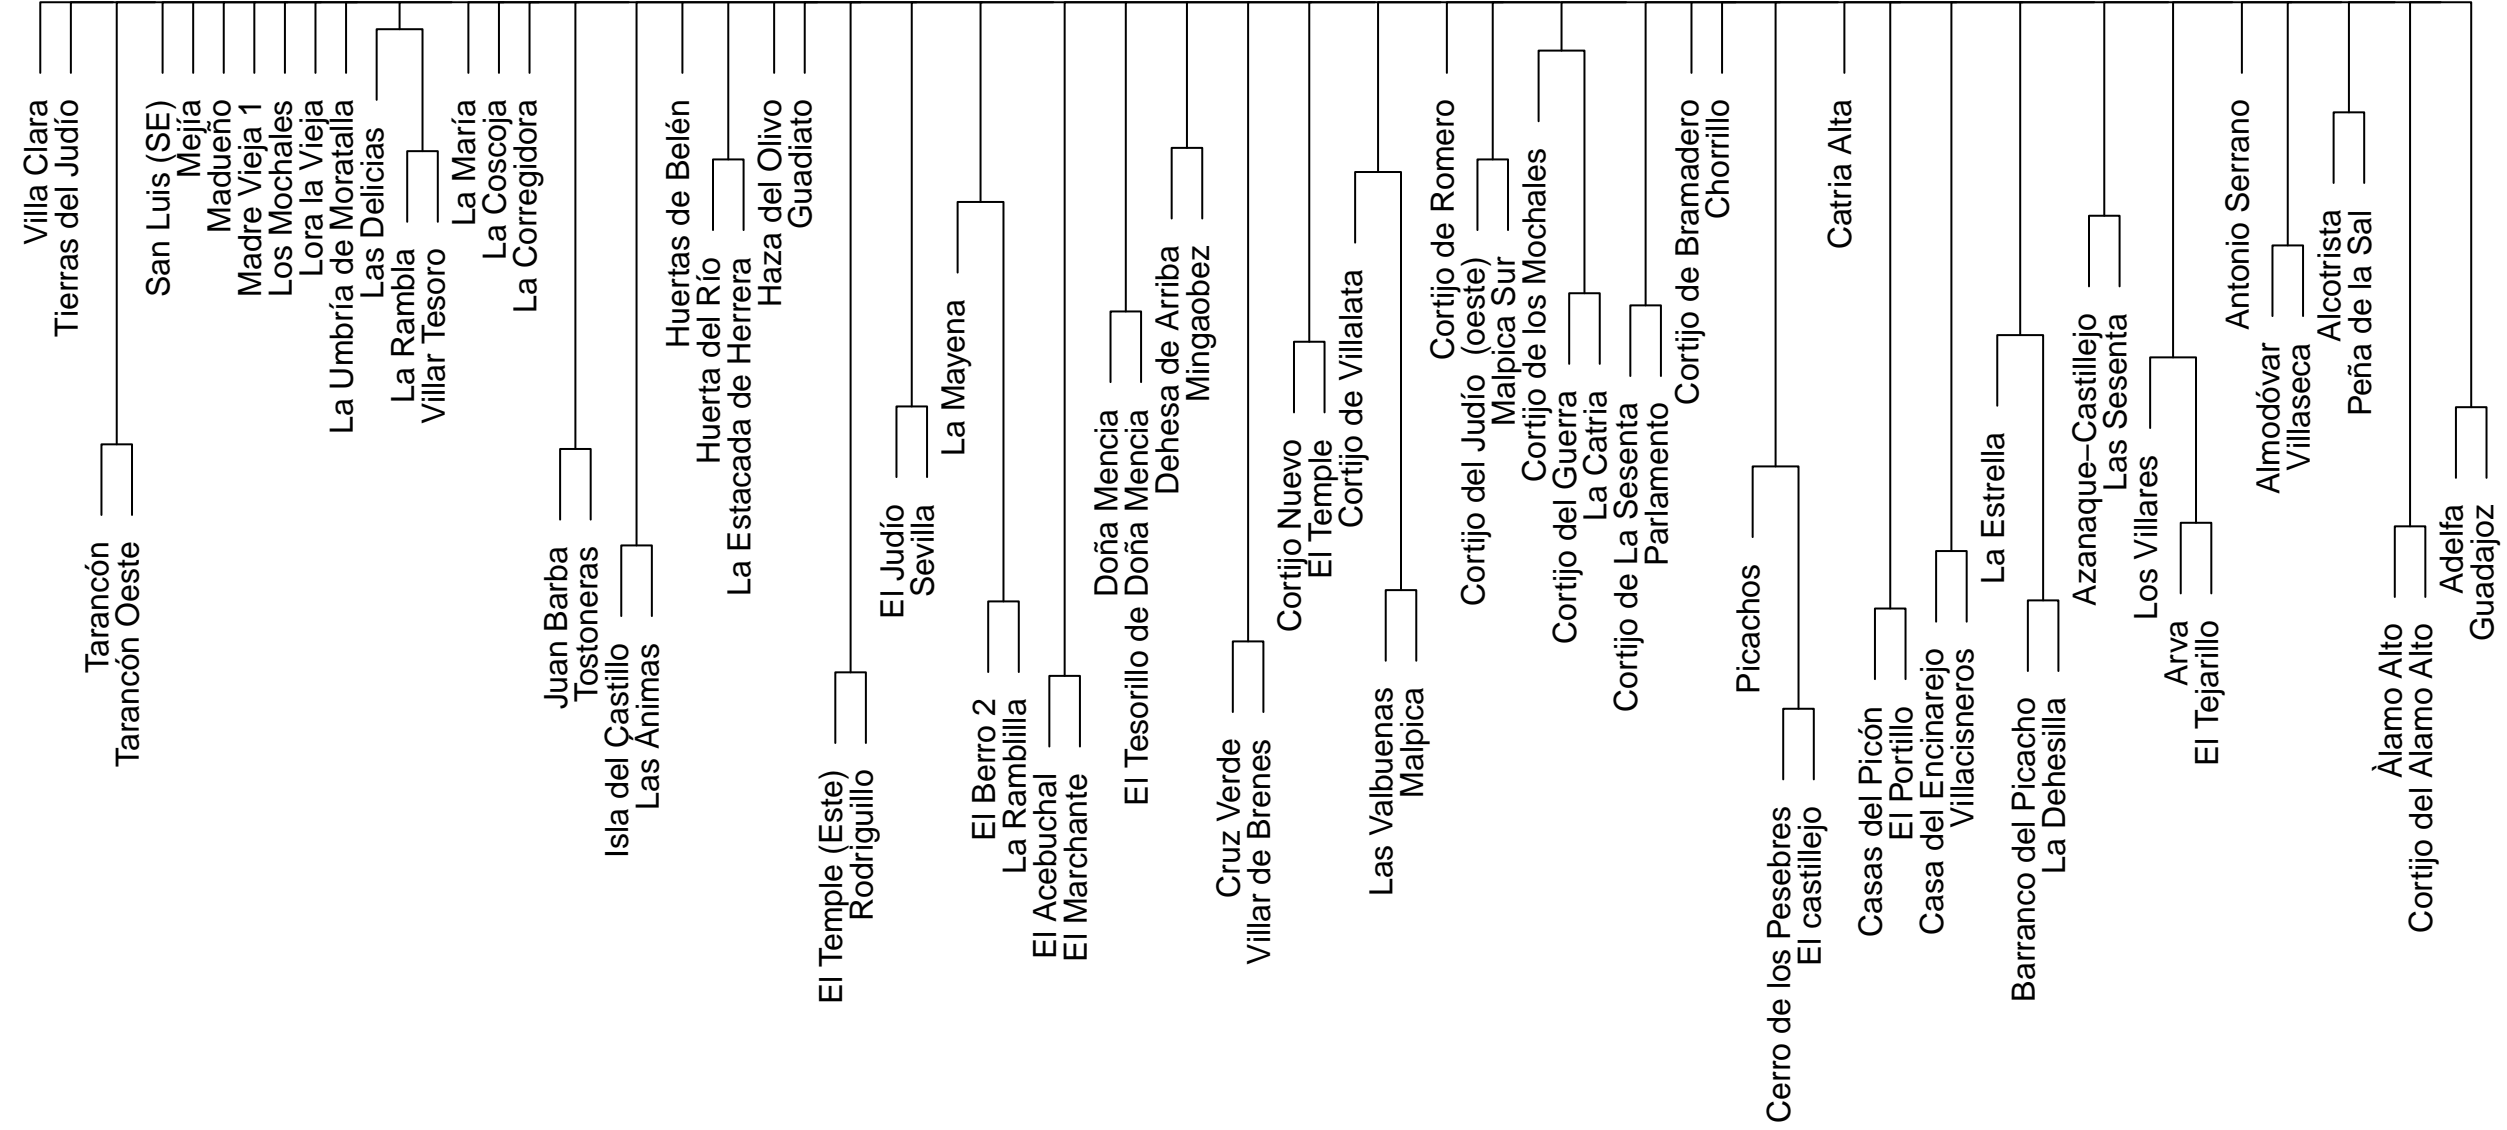 Villa Clara
Tierras del Judío
Tarancón
Tarancón Oeste
San Luis (SE)
Mejía
Madueño
Madre Vieja 1
Los Mochales
Lora la Vieja
La Umbría de Moratalla
Las Delicias
La Rambla
Villar Tesoro
La María
La Coscoja
La Corregidora
Juan Barba
Tostoneras
Isla del Castillo
Las Ánimas
Huertas de Belén
Huerta del Río
La Estacada de Herrera
Haza del Olivo
Guadiato
El Temple (Este)
Rodriguillo
El Judío
Sevilla
La Mayena
El Berro 2
La Ramblilla
El Acebuchal
El Marchante
Doña Mencia
El Tesorillo de Doña Mencia
Dehesa de Arriba
Mingaobez
Cruz Verde
Villar de Brenes
Cortijo Nuevo
El Temple
Cortijo de Villalata
Las Valbuenas
Malpica
Cortijo de Romero
Cortijo del Judío  (oeste)
Malpica Sur
Cortijo de los Mochales
Cortijo del Guerra
La Catria
Cortijo de La Sesenta
Parlamento
Cortijo de Bramadero
Chorrillo
Picachos
Cerro de los Pesebres
El castillejo
Catria Alta
Casas del Picón
El Portillo
Casa del Encinarejo
Villacisneros
La Estrella
Barranco del Picacho
La Dehesilla
Azanaque−Castillejo
Las Sesenta
Los Villares
Arva
El Tejarillo
Antonio Serrano
Almodóvar
Villaseca
Alcotrista
Peña de la Sal
Àlamo Alto
Cortijo del Alamo Alto
Adelfa
Guadajoz